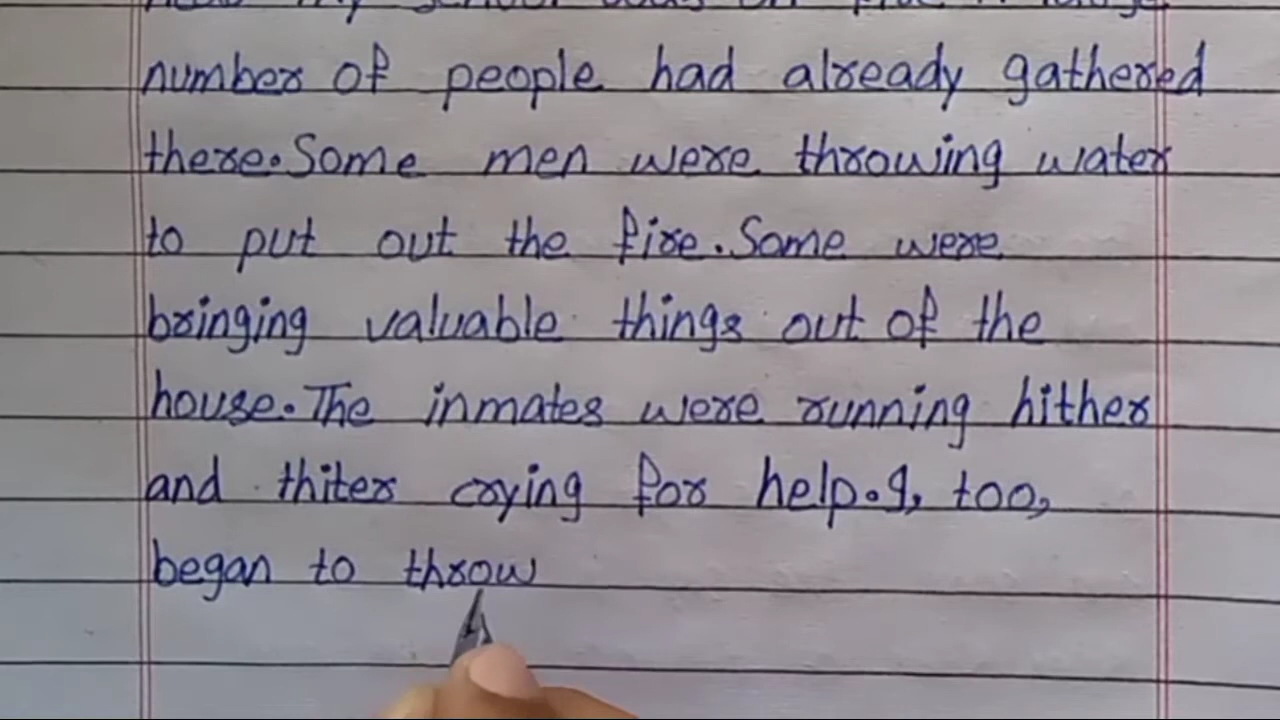 number of people had already gathered
there. Some men were throwing water
to put out the fire. Some were
bringing valuable things out of the
house. The inmates were running hither
and thiter crying for help. I, too,
began to throw